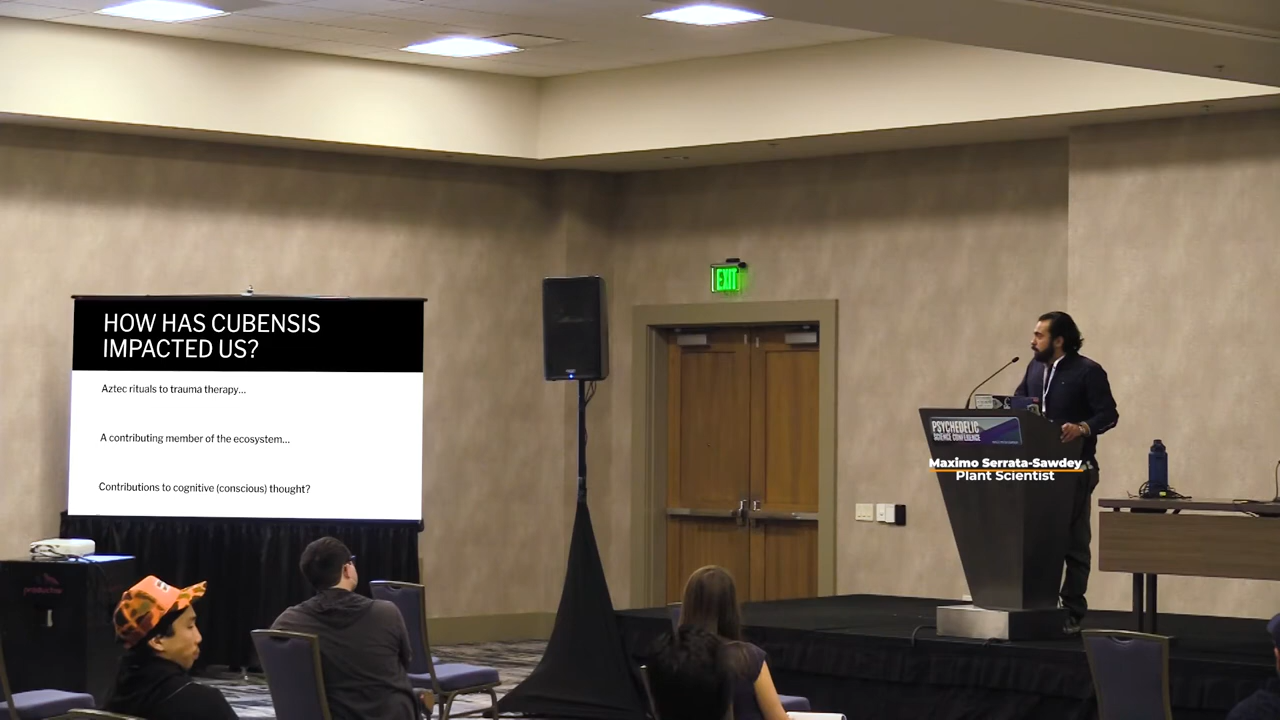 HOW HAS CUBENSIS
IMPACTED US?
Aztec rituals to trauma therapy...
A contributing member of the ecosystem...
Contributions to cognitive (conscious) thought?
EXIT
PSYCHEDELIC
SCIENCE CONFERENCE
Maximo Serrata-Sawdey
Plant Scientist